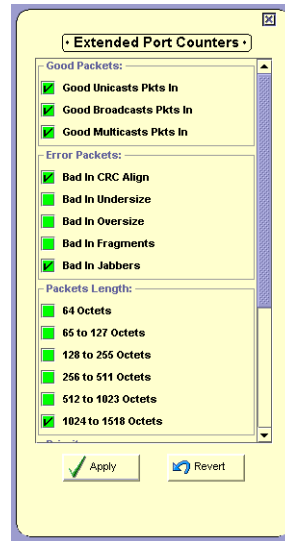 • Extended Port Counters •
Good Packets:
Good Unicasts Pkts In
Good Broadcasts Pkts In
Good Multicasts Pkts In
Error Packets:
Bad In CRC Align
Bad In Undersize
Bad In Oversize
Bad In Fragments
Bad In Jabbers
Packets Length:
64 Octets
65 to 127 Octets
128 to 255 Octets
256 to 511 Octets
512 to 1023 Octets
1024 to 1518 Octets
Apply Revert